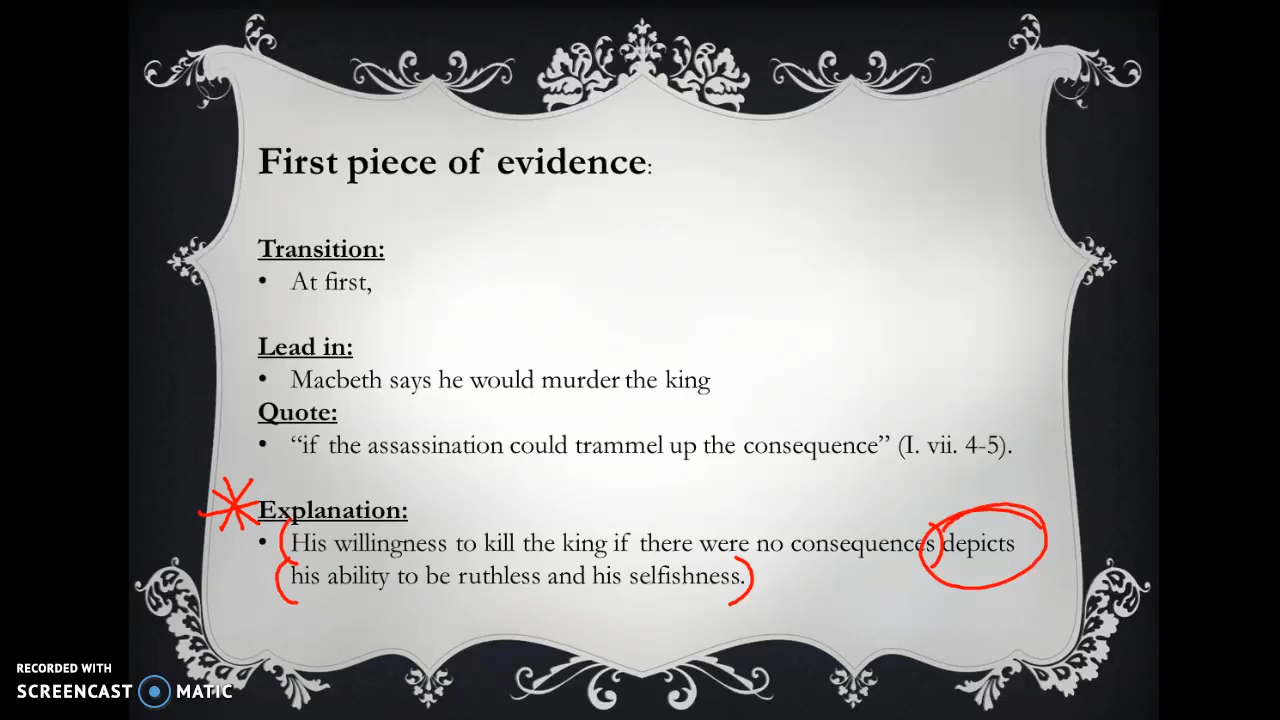 First piece of evidence:
Transition:
• At first,
Lead in:
• Macbeth says he would murder the king
Quote:
• “if the assassination could trammel up the consequence” (I. vii. 4-5).
Explanation:
• His willingness to kill the king if there were no consequences depicts
his ability to be ruthless and his selfishness.
RECORDED WITH
SCREENCAST MATIC